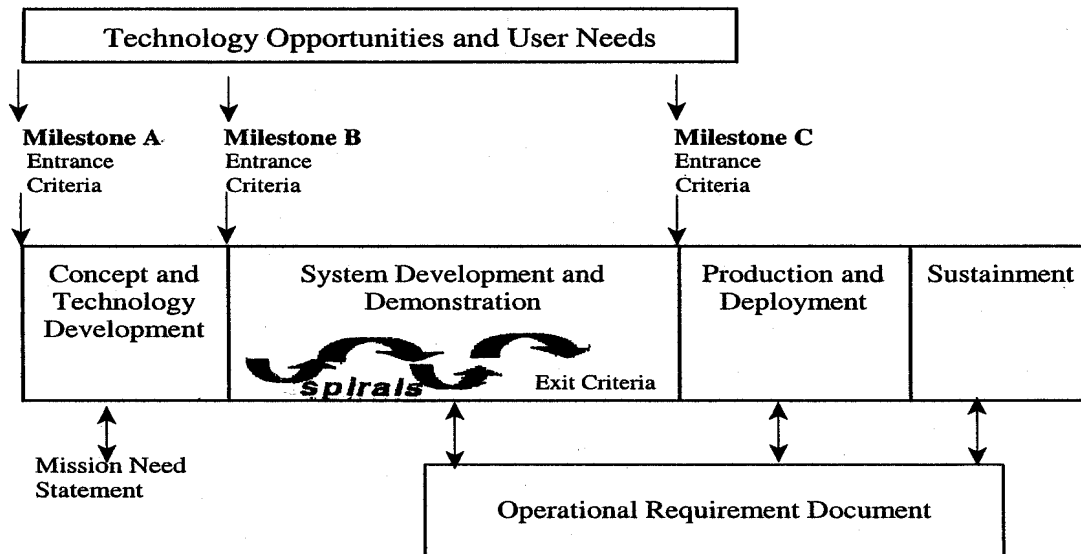 Technology Opportunities and User Needs
Milestone A
Entrance
Criteria
Milestone B
Entrance
Criteria
Milestone C
Entrance
Criteria
Concept and
Technology
Development
System Development and
Demonstration
spirals
Exit Criteria
Production and
Deployment
Sustainment
Mission Need
Statement
Operational Requirement Document